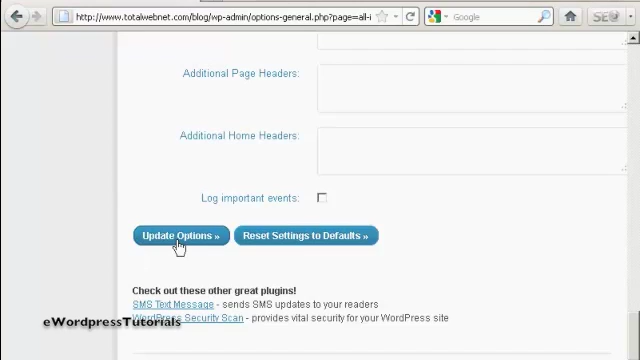 http://www.totalwebnet.com/blog/wp-admin/options-general.php?page=all-i
Google
SEO
Additional Page Headers:
Additional Home Headers:
Log important events:
Update Options »
Reset Settings to Defaults »
Check out these other great plugins!
SMS Text Message - sends SMS updates to your readers
WordPress Security Scan - provides vital security for your WordPress site
eWordpressTutorials